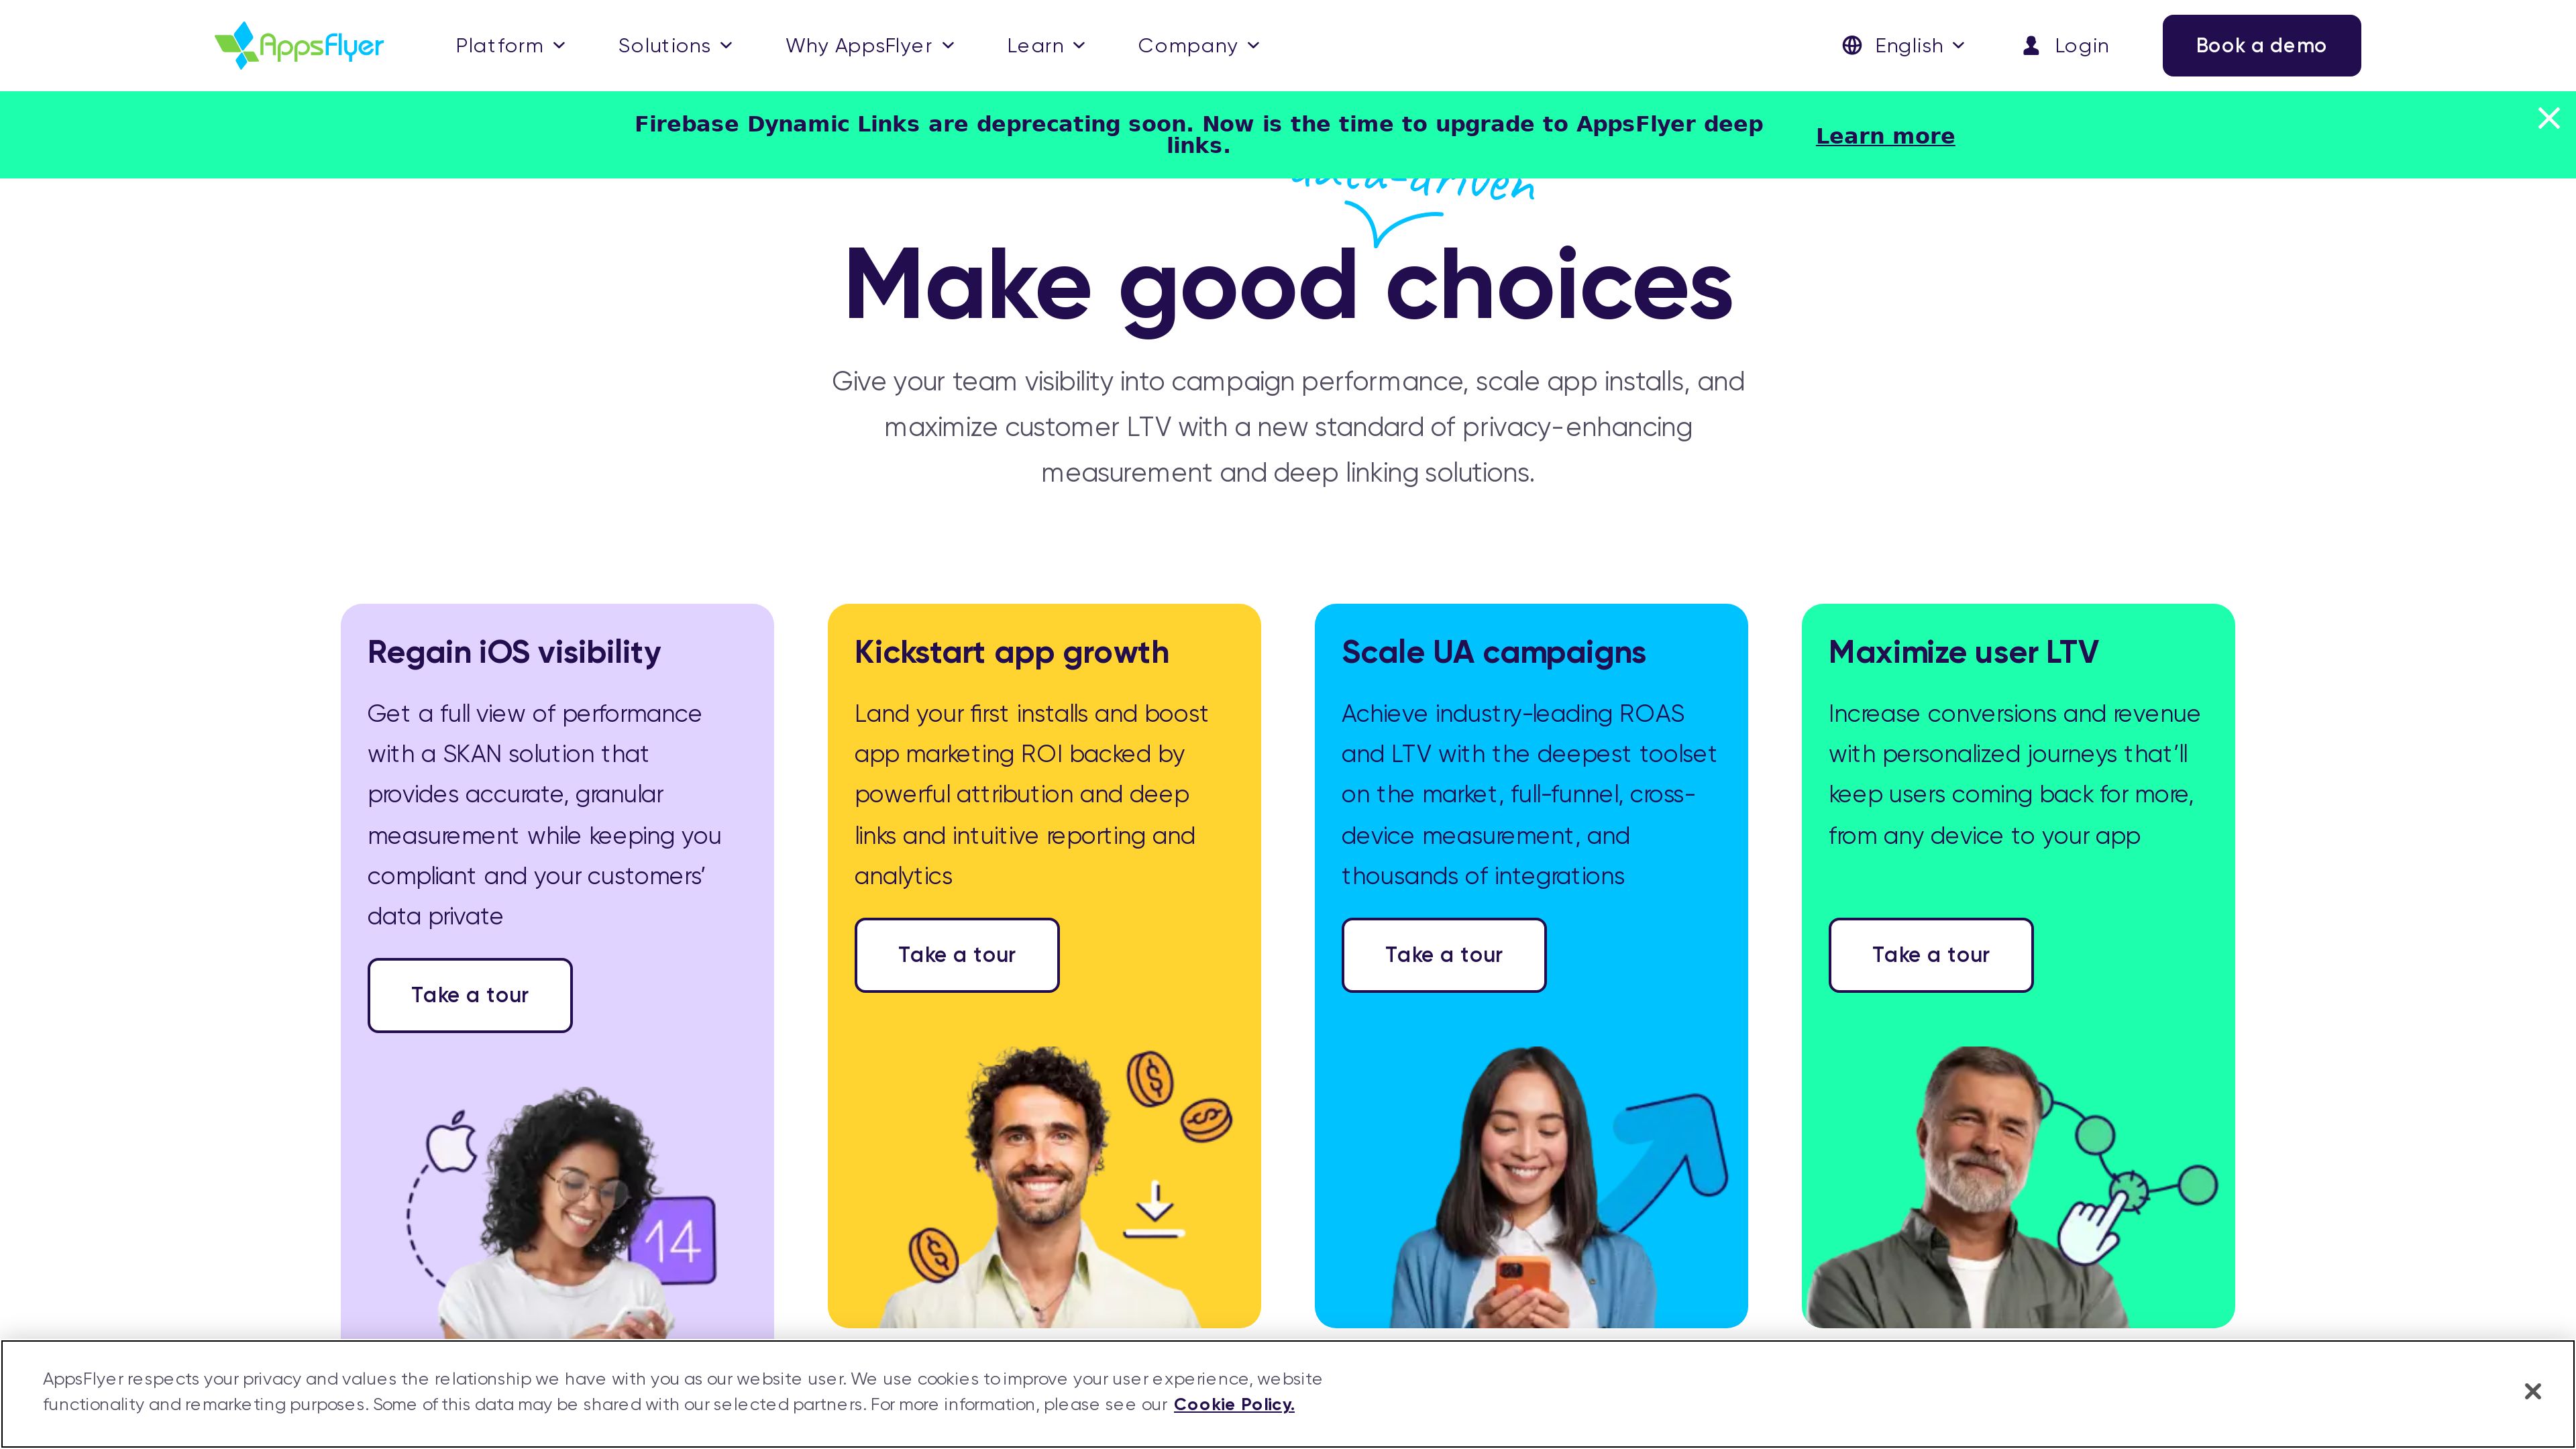 AppsFlyer
Platform
Solutions
Why AppsFlyer
Learn
Company
English
Login
Book a demo
Firebase Dynamic Links are deprecating soon. Now is the time to upgrade to AppsFlyer deep
links.
Learn more
data-driven
Make good choices
Give your team visibility into campaign performance, scale app installs, and
maximize customer LTV with a new standard of privacy-enhancing
measurement and deep linking solutions.
Regain iOS visibility
Get a full view of performance
with a SKAN solution that
provides accurate, granular
measurement while keeping you
compliant and your customers’
data private
Take a tour
14
Kickstart app growth
Land your first installs and boost
app marketing ROI backed by
powerful attribution and deep
links and intuitive reporting and
analytics
Take a tour
Scale UA campaigns
Achieve industry-leading ROAS
and LTV with the deepest toolset
on the market, full-funnel, cross-
device measurement, and
thousands of integrations
Take a tour
Maximize user LTV
Increase conversions and revenue
with personalized journeys that’ll
keep users coming back for more,
from any device to your app
Take a tour
AppsFlyer respects your privacy and values the relationship we have with you as our website user. We use cookies to improve your user experience, website
functionality and remarketing purposes. Some of this data may be shared with our selected partners. For more information, please see our Cookie Policy.